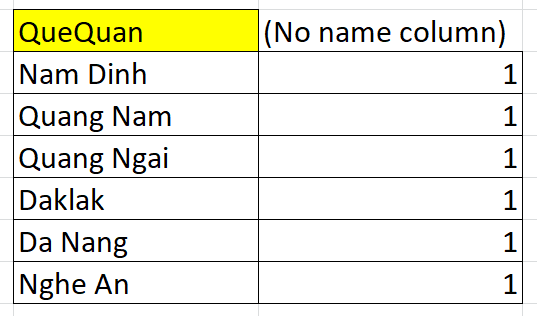 QueQuan (No name column)
Nam Dinh 1
Quang Nam 1
Quang Ngai 1
Daklak 1
Da Nang 1
Nghe An 1